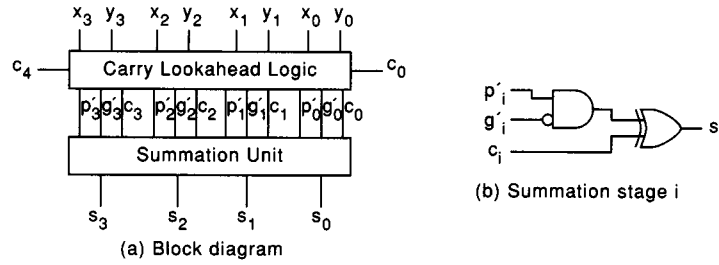 x3 y3 x2 y2 x1 y1 x0 y0
c4 Carry Lookahead Logic c0
p′3 g′3 c3 p′2 g′2 c2 p′1 g′1 c1 p′0 g′0 c0
Summation Unit
s3 s2 s1 s0
(a) Block diagram
p′i
g′i
ci
s
(b) Summation stage i